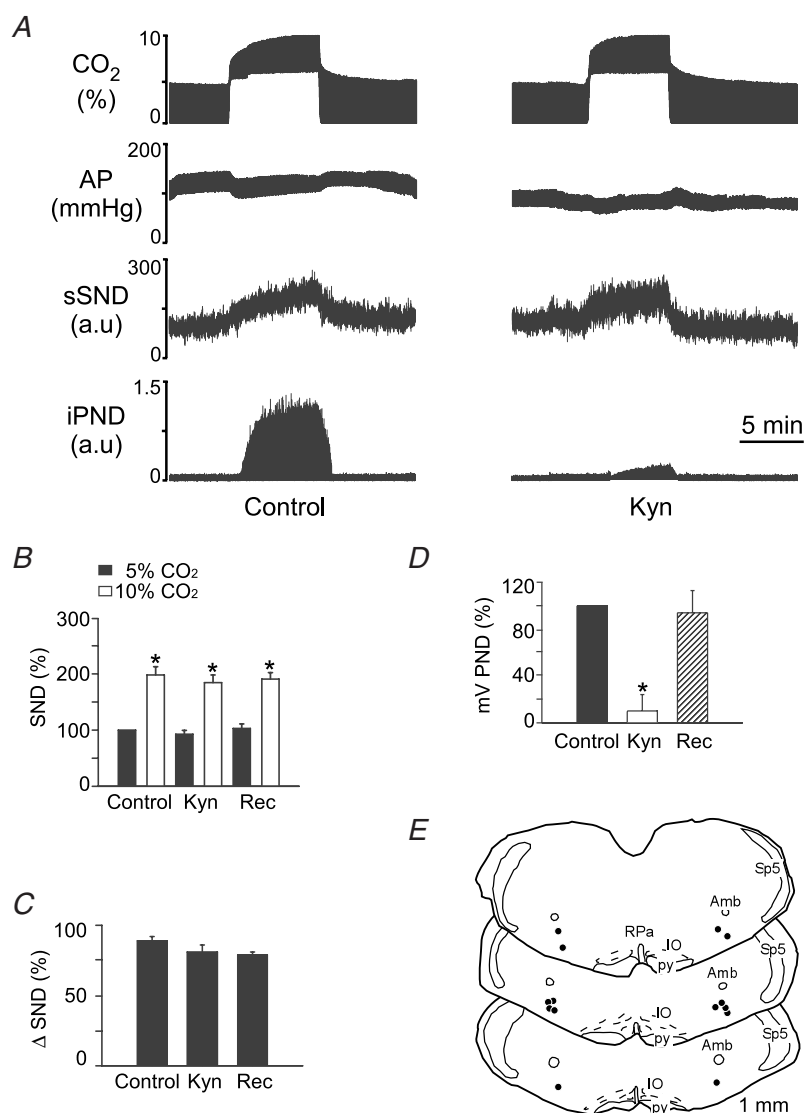 A
CO2
(%)
10
0
AP
(mmHg)
200
0
sSND
(a.u)
300
0
iPND
(a.u)
1.5
0
5 min
Control
Kyn
B
5% CO2
10% CO2
SND (%)
300
200
100
0
*
*
*
Control
Kyn
Rec
C
Δ SND (%)
100
50
0
Control
Kyn
Rec
D
mV PND (%)
120
80
40
0
*
Control
Kyn
Rec
E
Sp5
Amb
RPa
IO
py
Sp5
Amb
IO
py
Sp5
Amb
IO
py
1 mm